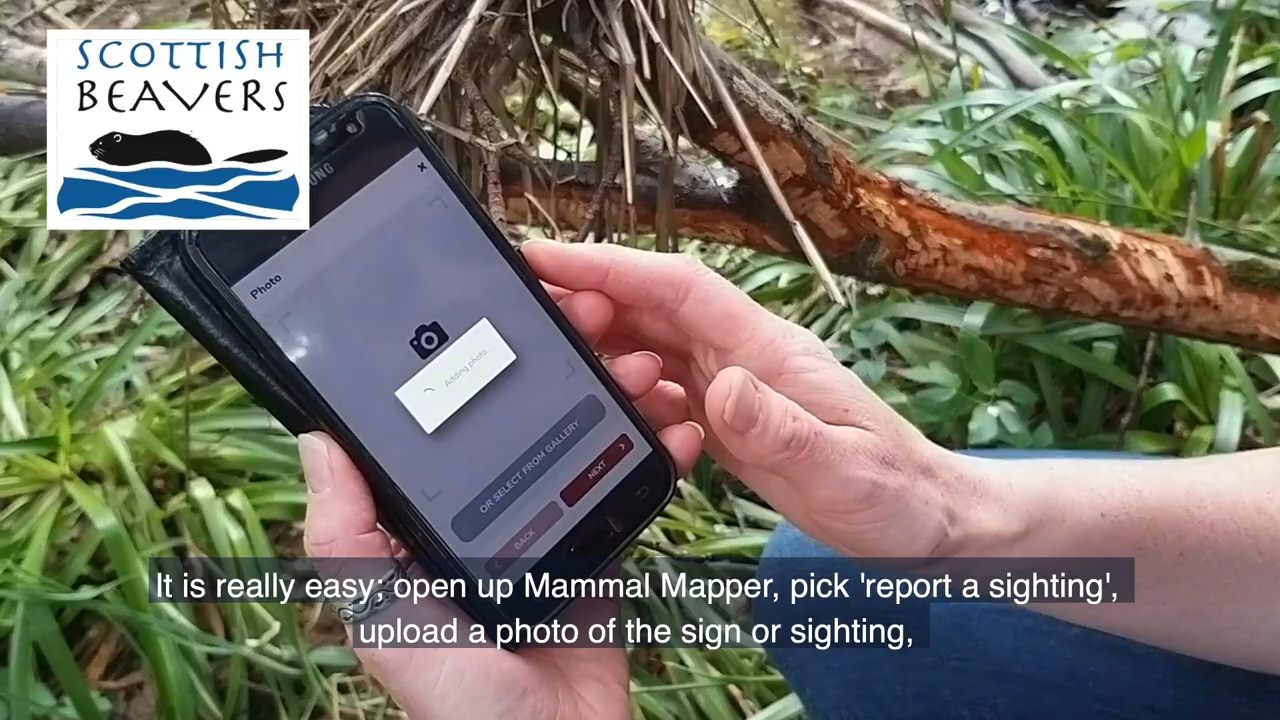 SCOTTISH
BEAVERS
Photo
×
Adding photo...
OR SELECT FROM GALLERY
NEXT
BACK
It is really easy; open up Mammal Mapper, pick 'report a sighting',
upload a photo of the sign or sighting,